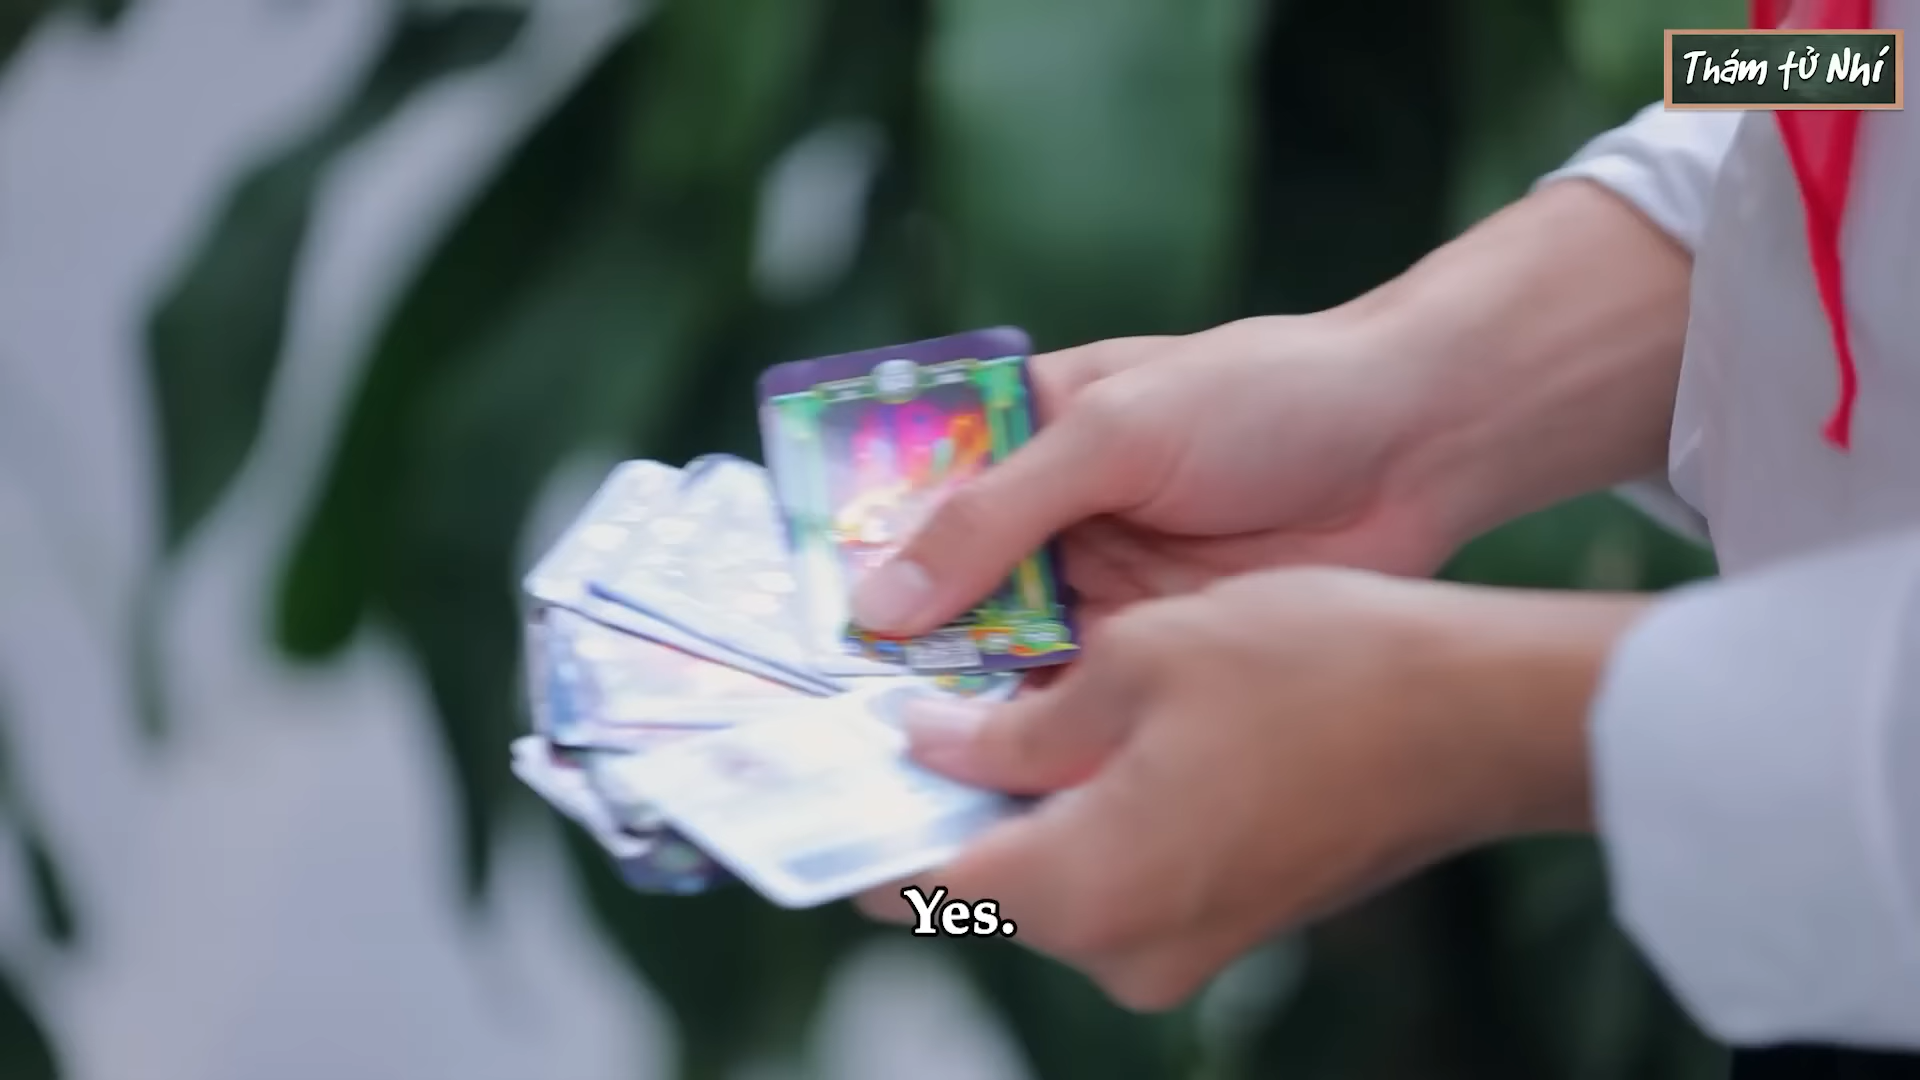 Thám tử Nhí
Yes.